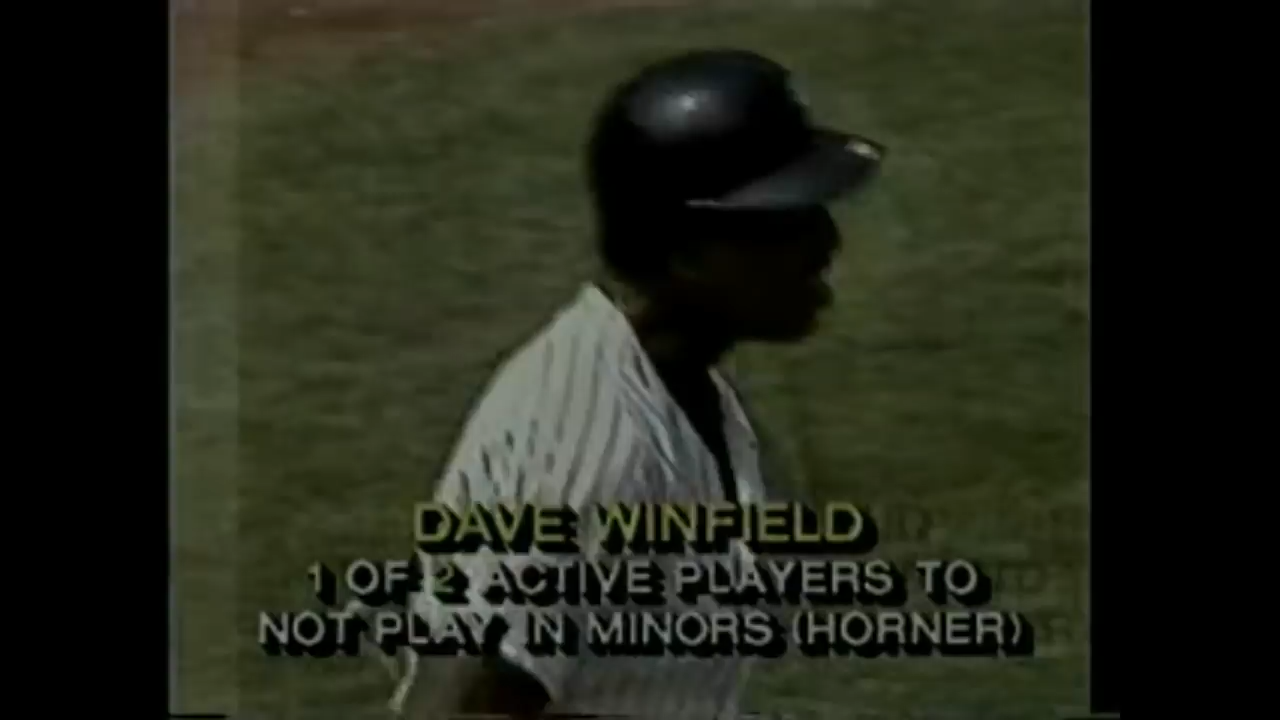 DAVE WINFIELD
1 OF 2 ACTIVE PLAYERS TO
NOT PLAY IN MINORS (HORNER)